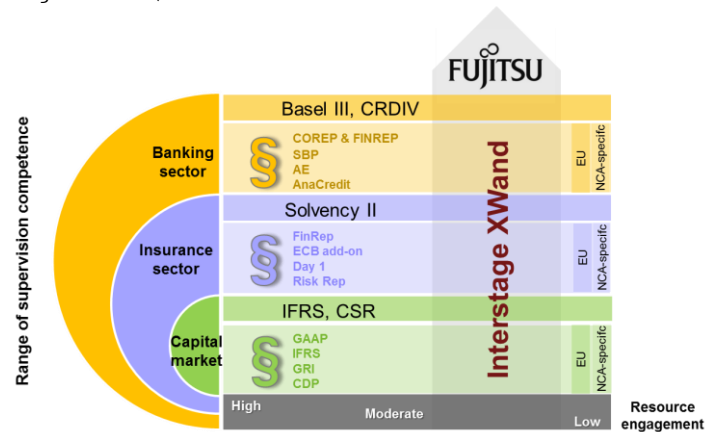 FUJITSU
Range of supervision competence
Basel III, CRDIV
Banking
sector
§
COREP & FINREP
SBP
AE
AnaCredit
EU
NCA-specifc
Solvency II
Insurance
sector
§
FinRep
ECB add-on
Day 1
Risk Rep
EU
NCA-specifc
IFRS, CSR
Capital
market
§
GAAP
IFRS
GRI
CDP
EU
NCA-specifc
Interstage XWand
High
Moderate
Low
Resource
engagement